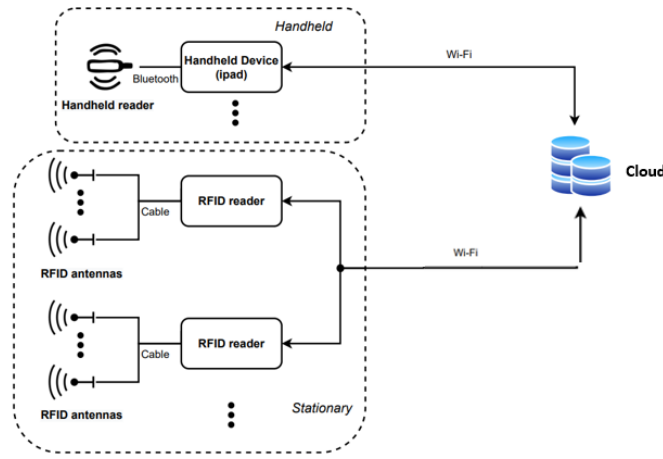 Handheld
Handheld Device
(ipad)
Bluetooth
Handheld reader
Wi-Fi
Cloud
RFID reader
Cable
RFID antennas
Wi-Fi
RFID reader
Cable
RFID antennas
Stationary